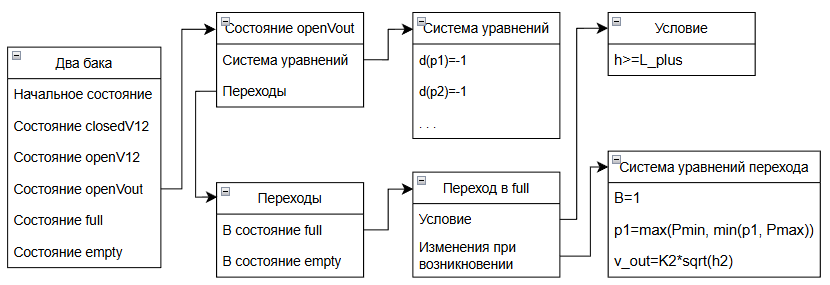 Два бака
Начальное состояние
Состояние closedV12
Состояние openV12
Состояние openVout
Состояние full
Состояние empty
Состояние openVout
Система уравнений
Переходы
Система уравнений
d(p1)=-1
d(p2)=-1
. . .
Условие
h>=L_plus
Переходы
В состояние full
В состояние empty
Переход в full
Условие
Изменения при
возникновении
Система уравнений перехода
B=1
p1=max(Pmin, min(p1, Pmax))
v_out=K2*sqrt(h2)